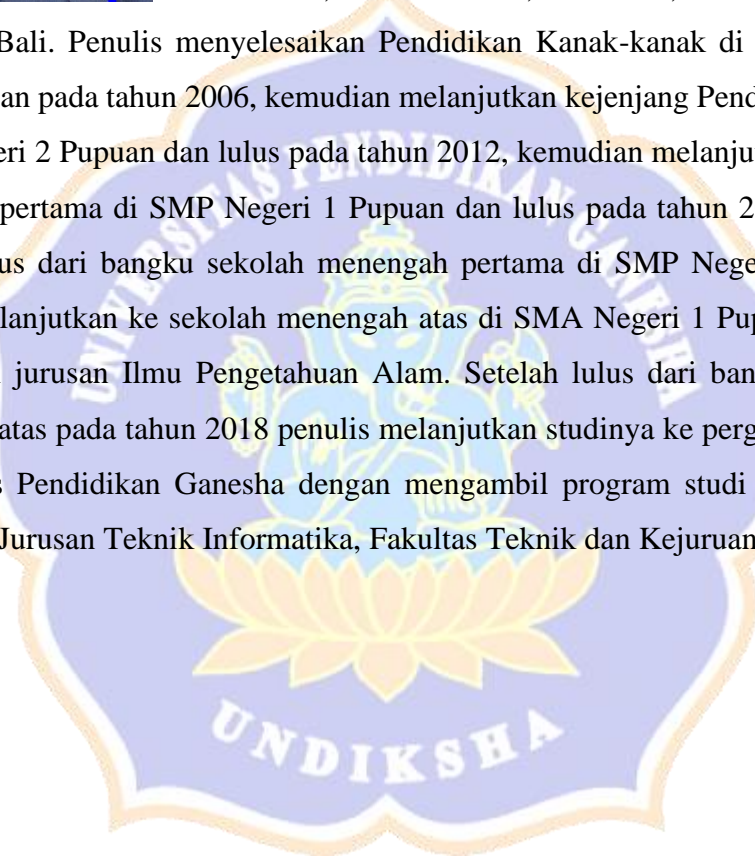 Bali. Penulis menyelesaikan Pendidikan Kanak-kanak di
an pada tahun 2006, kemudian melanjutkan kejenjang Pend
eri 2 Pupuan dan lulus pada tahun 2012, kemudian melanju
pertama di SMP Negeri 1 Pupuan dan lulus pada tahun 2
us dari bangku sekolah menengah pertama di SMP Nege
lanjutkan ke sekolah menengah atas di SMA Negeri 1 Pup
jurusan Ilmu Pengetahuan Alam. Setelah lulus dari ban
atas pada tahun 2018 penulis melanjutkan studinya ke perg
s Pendidikan Ganesha dengan mengambil program studi
Jurusan Teknik Informatika, Fakultas Teknik dan Kejuruan
UNIVERSITAS PENDIDIKAN GANESHA
UNDIKSHA